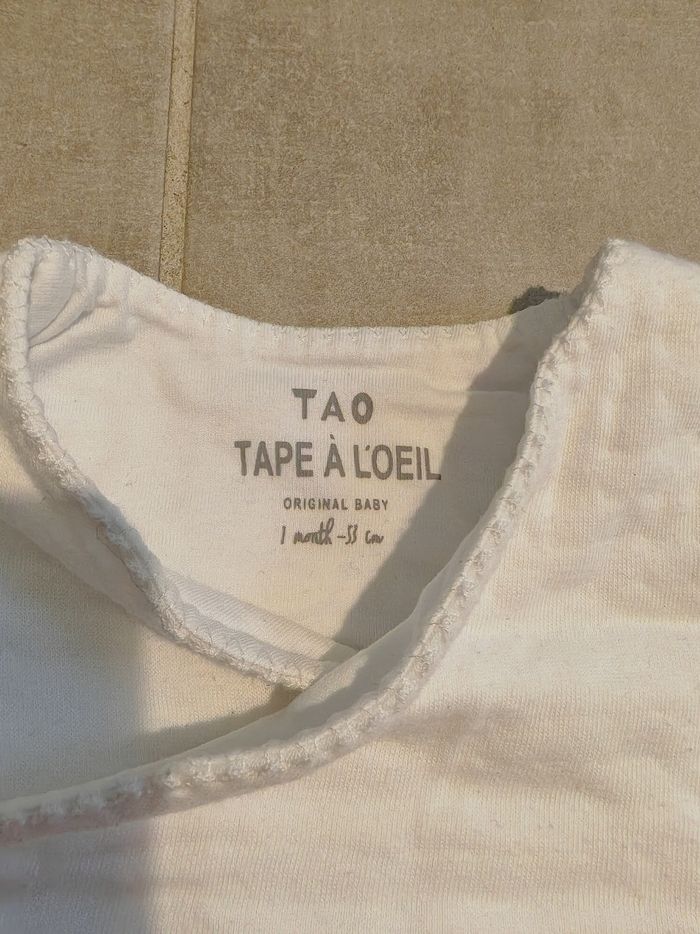 TAO
TAPE À L'OEIL
ORIGINAL BABY
1 month - 53 cm